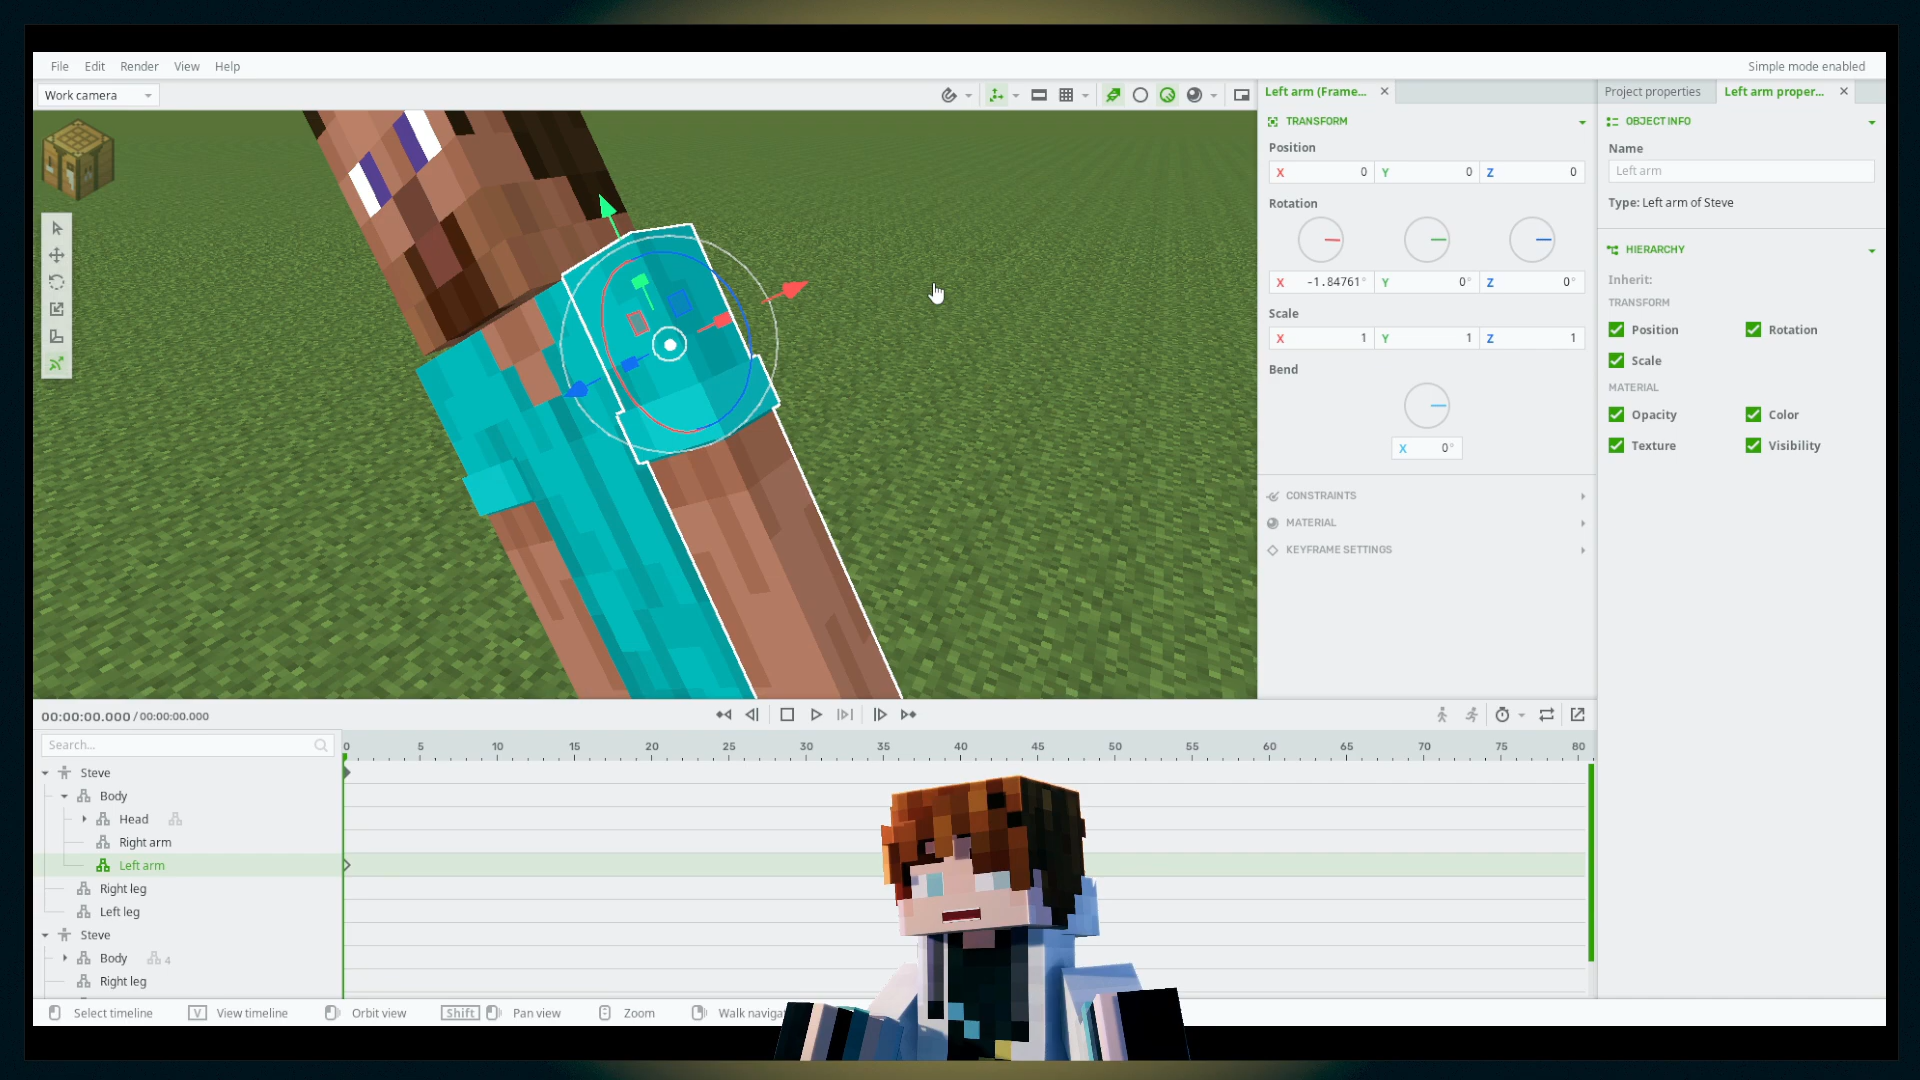 File Edit Render View Help Simple mode enabled
Work camera
Left arm (Frame...
Project properties Left arm proper...
TRANSFORM
Position
X 0 Y 0 Z 0
Rotation
X -1.84761° Y 0° Z 0°
Scale
X 1 Y 1 Z 1
Bend
X 0°
CONSTRAINTS
MATERIAL
KEYFRAME SETTINGS
OBJECT INFO
Name
Left arm
Type: Left arm of Steve
HIERARCHY
Inherit:
TRANSFORM
Position Rotation
Scale
MATERIAL
Opacity Color
Texture Visibility
00:00:00.000 / 00:00:00.000
Search...
0 5 10 15 20 25 30 35 40 45 50 55 60 65 70 75 80
Steve
Body
Head
Right arm
Left arm
Right leg
Left leg
Steve
Body 4
Right leg
Select timeline V View timeline Orbit view Shift Pan view Zoom Walk naviga